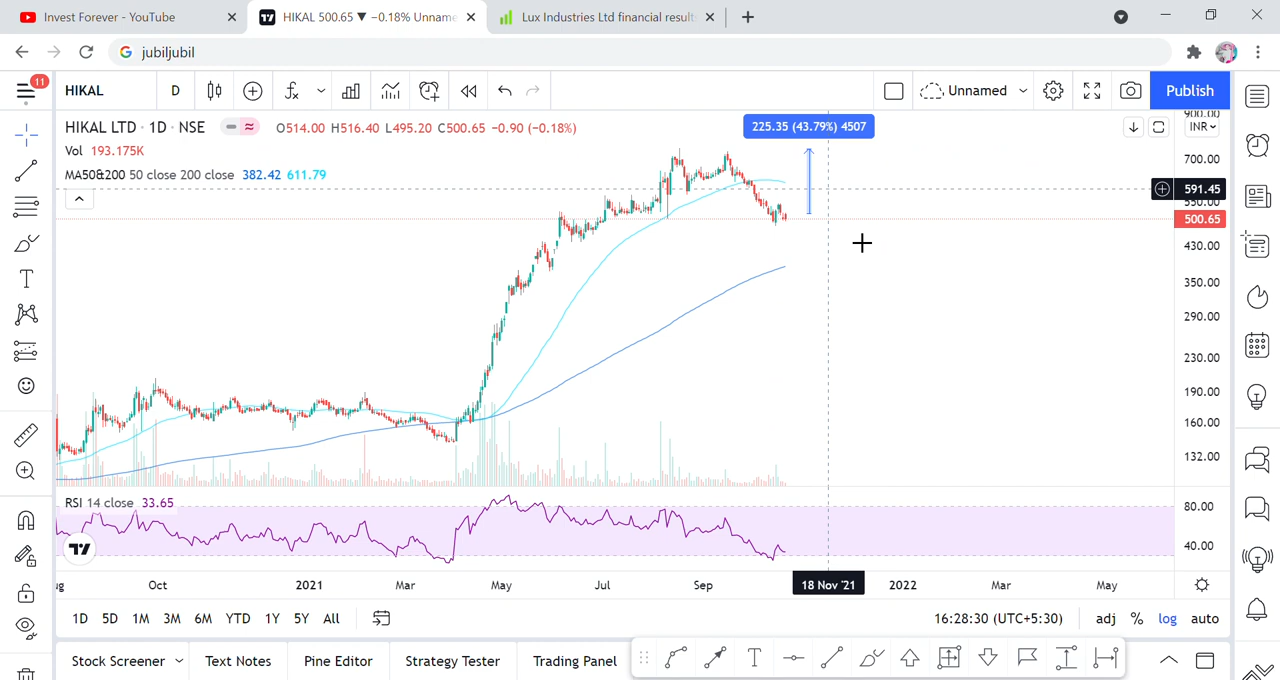 Invest Forever - YouTube
HIKAL 500.65 ▼ −0.18% Unname
Lux Industries Ltd financial result
jubiljubil
11
HIKAL
D
Unnamed
Publish
HIKAL LTD · 1D · NSE
O514.00 H516.40 L495.20 C500.65 −0.90 (−0.18%)
Vol 193.175K
MA50&200 50 close 200 close 382.42 611.79
225.35 (43.79%) 4507
INR
900.00
700.00
591.45
550.00
500.65
430.00
350.00
290.00
230.00
190.00
160.00
132.00
RSI 14 close 33.65
80.00
40.00
ug
Oct
2021
Mar
May
Jul
Sep
18 Nov '21
2022
Mar
May
1D 5D 1M 3M 6M YTD 1Y 5Y All
16:28:30 (UTC+5:30)
adj % log auto
Stock Screener
Text Notes
Pine Editor
Strategy Tester
Trading Panel